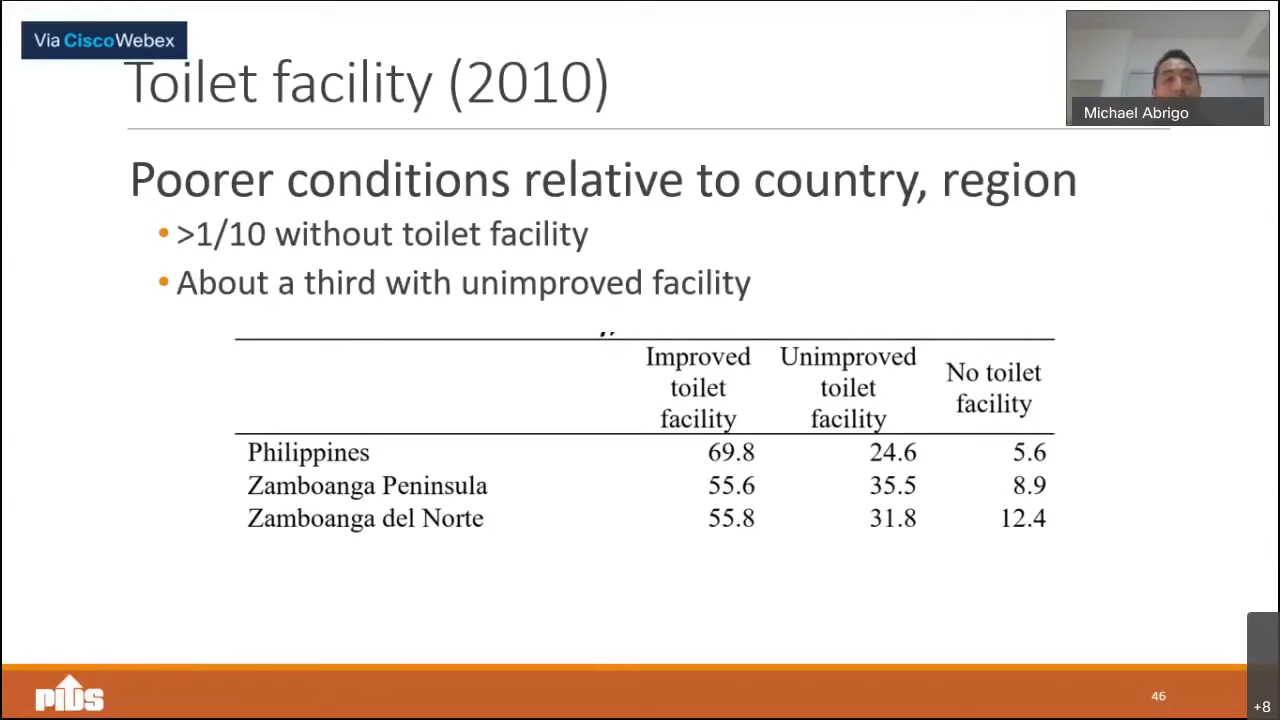 Via CiscoWebex
Toilet facility (2010)
Michael Abrigo
Poorer conditions relative to country, region
• >1/10 without toilet facility
• About a third with unimproved facility
Improved toilet facility Unimproved toilet facility No toilet facility
Philippines 69.8 24.6 5.6
Zamboanga Peninsula 55.6 35.5 8.9
Zamboanga del Norte 55.8 31.8 12.4
PIDS
46
+8